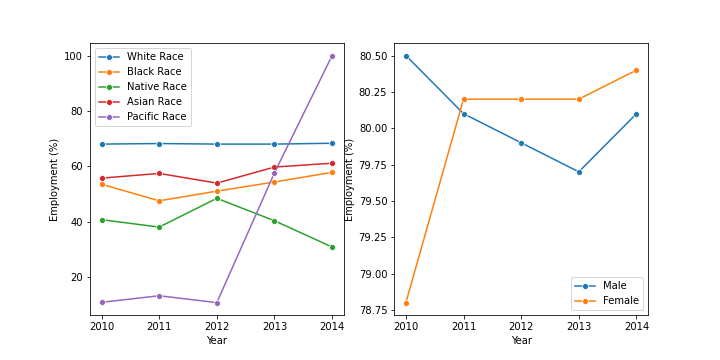 100
80
60
40
20
Employment (%)
2010 2011 2012 2013 2014
Year
White Race
Black Race
Native Race
Asian Race
Pacific Race
80.50
80.25
80.00
79.75
79.50
79.25
79.00
78.75
Employment (%)
2010 2011 2012 2013 2014
Year
Male
Female